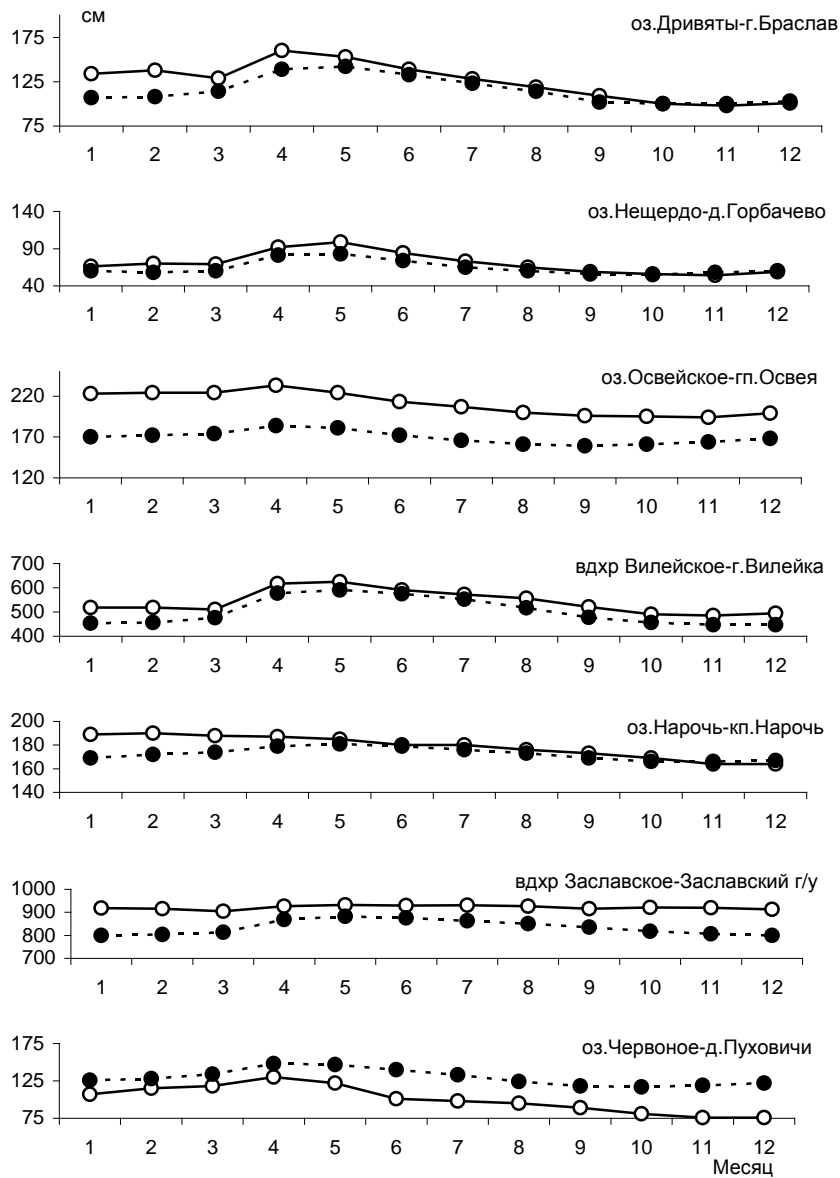 см
175
оз.Дривяты-г.Браслав
125
75
1 2 3 4 5 6 7 8 9 10 11 12
140
оз.Нещердо-д.Горбачево
90
40
1 2 3 4 5 6 7 8 9 10 11 12
оз.Освейское-гп.Освея
220
170
120
1 2 3 4 5 6 7 8 9 10 11 12
700
вдхр Вилейское-г.Вилейка
600
500
400
1 2 3 4 5 6 7 8 9 10 11 12
200
оз.Нарочь-кп.Нарочь
180
160
140
1 2 3 4 5 6 7 8 9 10 11 12
1000
вдхр Заславское-Заславский г/у
900
800
700
1 2 3 4 5 6 7 8 9 10 11 12
175
оз.Червоное-д.Пуховичи
125
75
1 2 3 4 5 6 7 8 9 10 11 12
Месяц